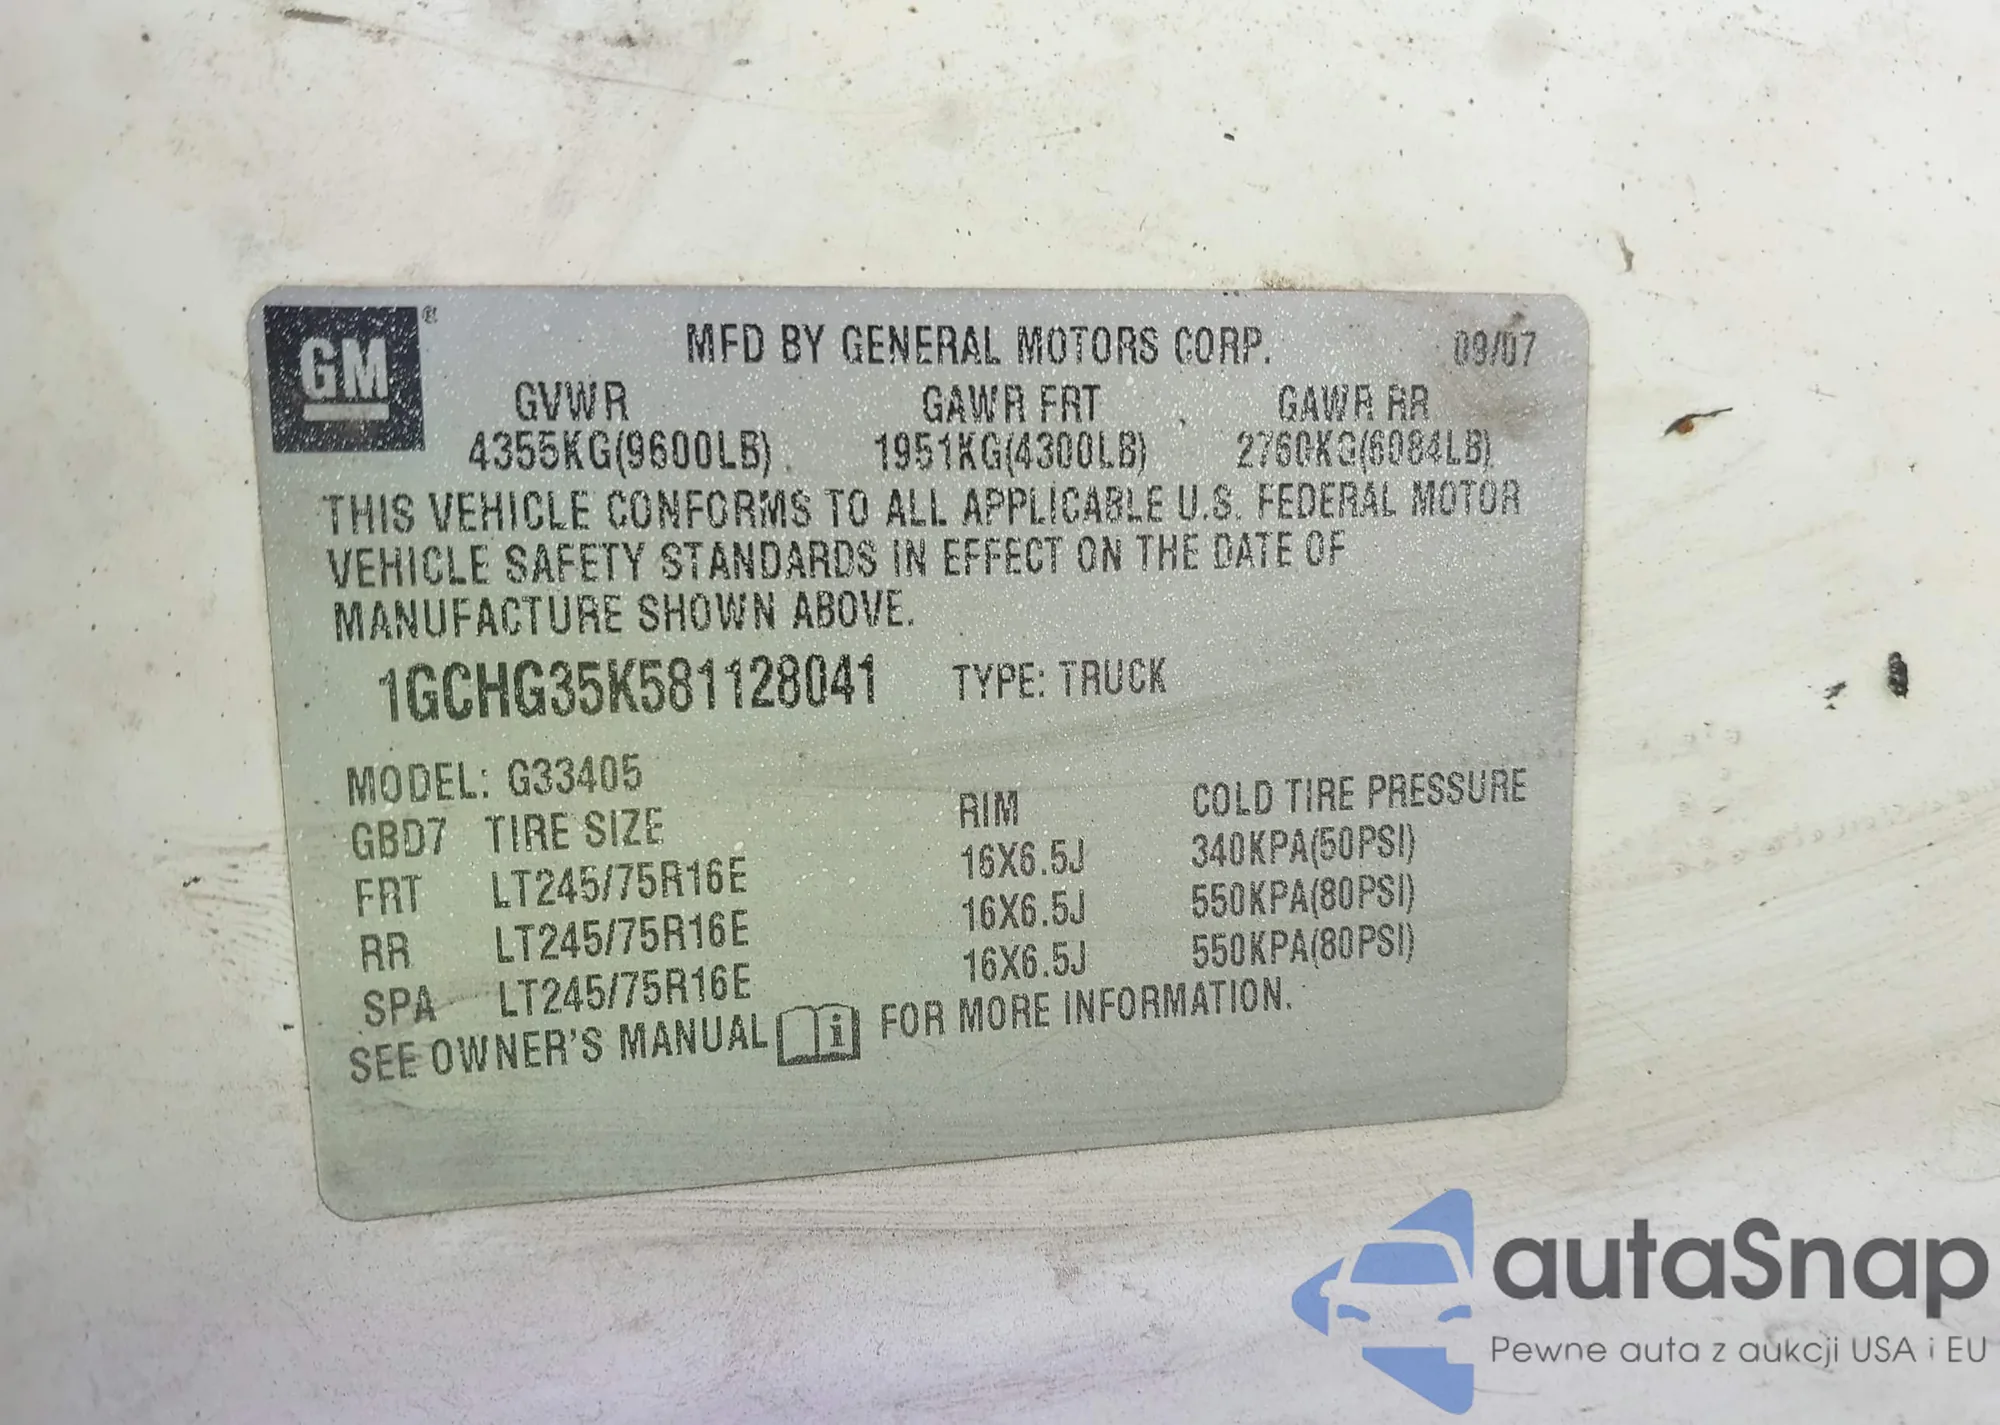 GM ®
MFD BY GENERAL MOTORS CORP. 09/07
GVWR GAWR FRT GAWR RR
4355KG(9600LB) 1951KG(4300LB) 2760KG(6084LB)
THIS VEHICLE CONFORMS TO ALL APPLICABLE U.S. FEDERAL MOTOR
VEHICLE SAFETY STANDARDS IN EFFECT ON THE DATE OF
MANUFACTURE SHOWN ABOVE.
1GCHG35K581128041 TYPE: TRUCK
MODEL: G33405
GBD7 TIRE SIZE RIM COLD TIRE PRESSURE
FRT LT245/75R16E 16X6.5J 340KPA(50PSI)
RR LT245/75R16E 16X6.5J 550KPA(80PSI)
SPA LT245/75R16E 16X6.5J 550KPA(80PSI)
SEE OWNER'S MANUAL i FOR MORE INFORMATION.
autaSnap
Pewne auta z aukcji USA i EU